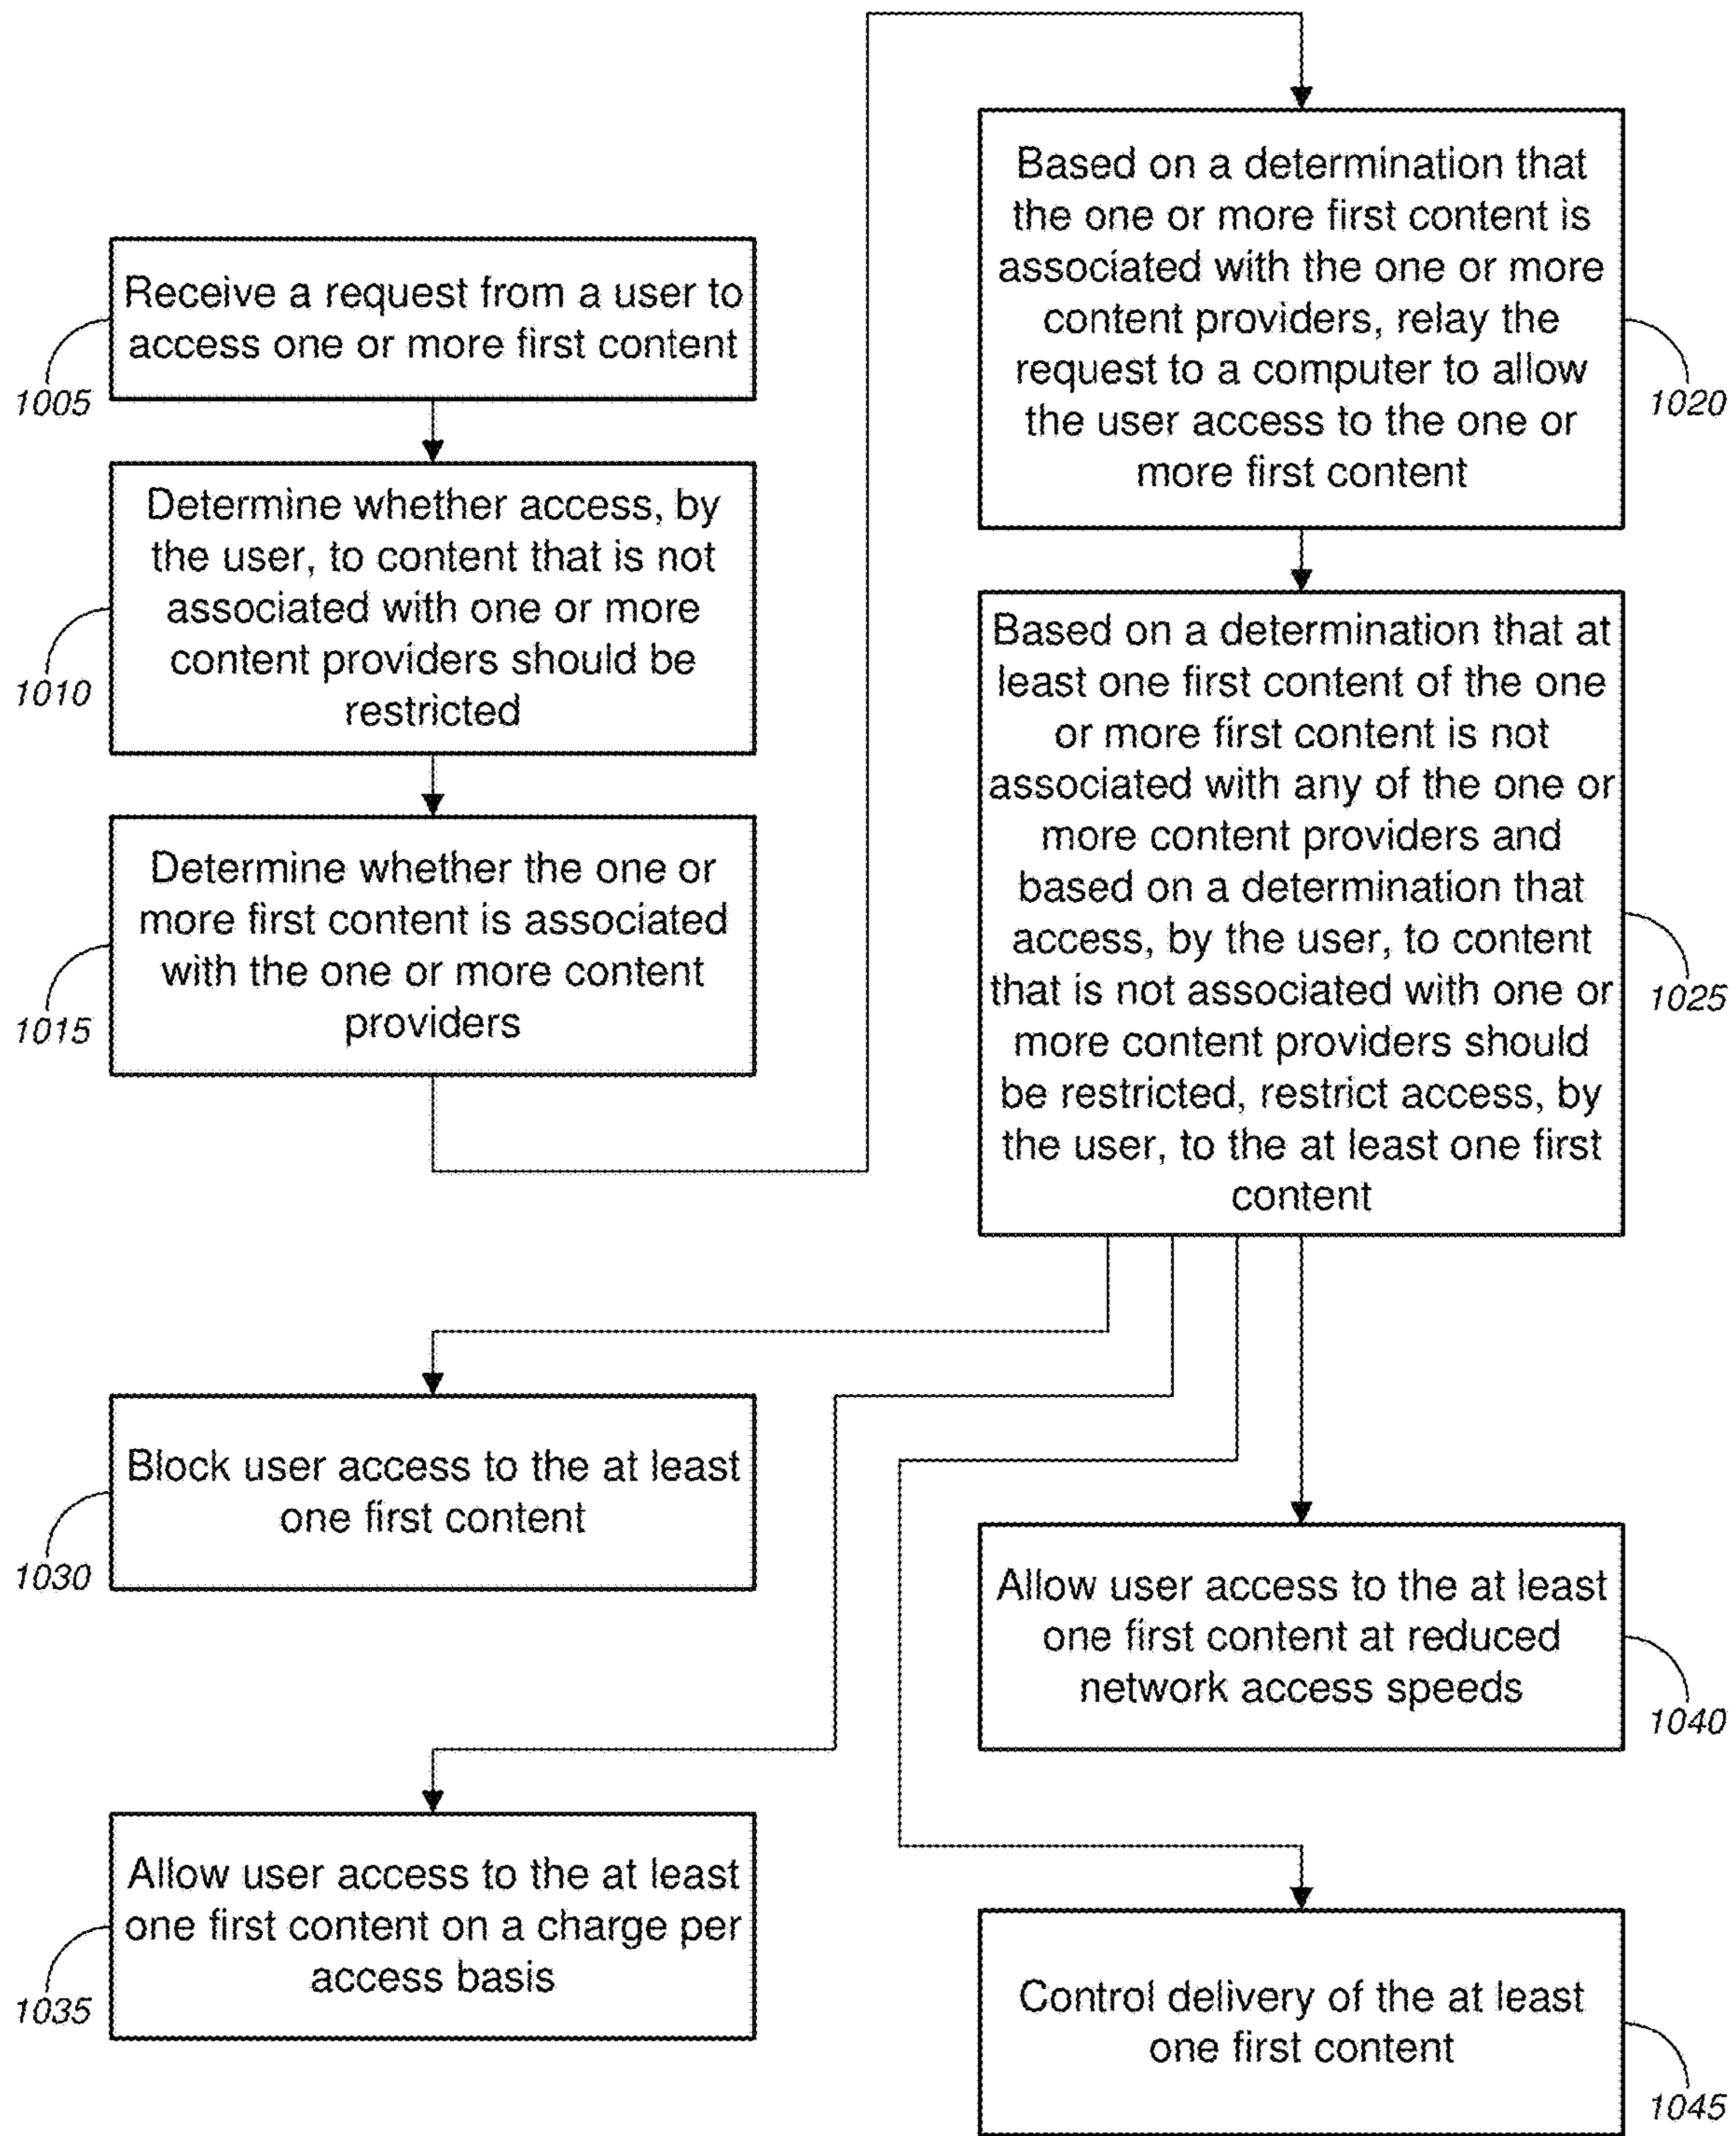 Receive a request from a user to
access one or more first content
1005
Determine whether access, by
the user, to content that is not
associated with one or more
content providers should be
restricted
1010
Determine whether the one or
more first content is associated
with the one or more content
providers
1015
Based on a determination that
the one or more first content is
associated with the one or more
content providers, relay the
request to a computer to allow
the user access to the one or
more first content
1020
Based on a determination that at
least one first content of the one
or more first content is not
associated with any of the one or
more content providers and
based on a determination that
access, by the user, to content
that is not associated with one or
more content providers should
be restricted, restrict access, by
the user, to the at least one first
content
1025
Block user access to the at least
one first content
1030
Allow user access to the at least
one first content on a charge per
access basis
1035
Allow user access to the at least
one first content at reduced
network access speeds
1040
Control delivery of the at least
one first content
1045